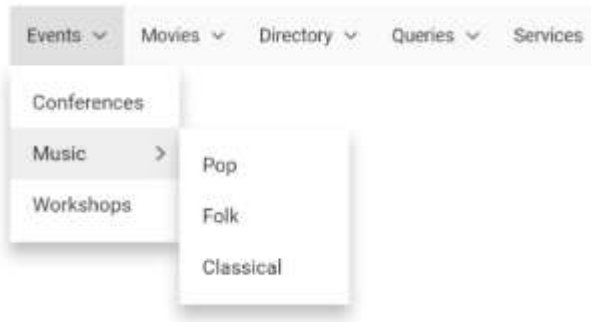 Events Movies Directory Queries Services
Conferences
Music
Workshops
Pop
Folk
Classical